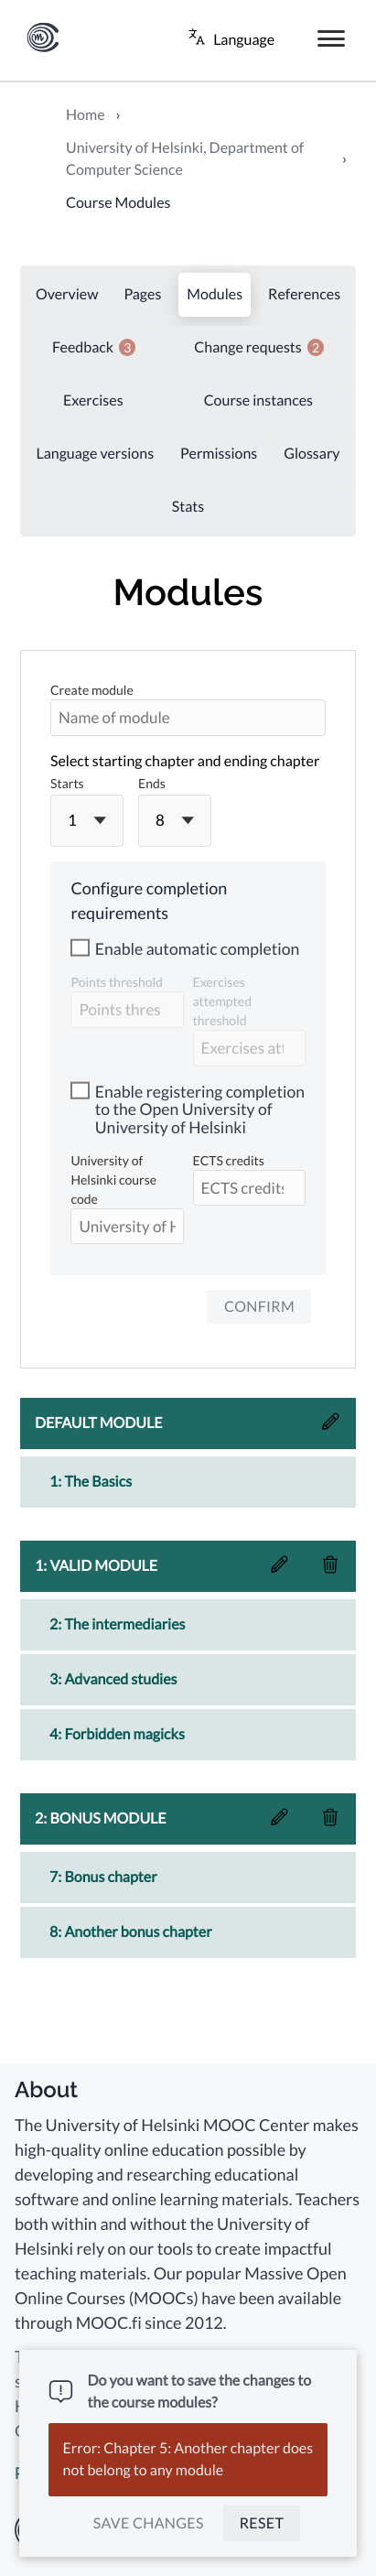 Language
Home ›
University of Helsinki, Department of
Computer Science ›
Course Modules
Overview Pages Modules References
Feedback 3 Change requests 2
Exercises Course instances
Language versions Permissions Glossary
Stats
Modules
Create module
Name of module
Select starting chapter and ending chapter
Starts Ends
1 8
Configure completion
requirements
Enable automatic completion
Points threshold
Points thres
Exercises
attempted
threshold
Exercises att
Enable registering completion
to the Open University of
University of Helsinki
University of
Helsinki course
code
University of H
ECTS credits
ECTS credits
CONFIRM
DEFAULT MODULE
1: The Basics
1: VALID MODULE
2: The intermediaries
3: Advanced studies
4: Forbidden magicks
2: BONUS MODULE
7: Bonus chapter
8: Another bonus chapter
About
The University of Helsinki MOOC Center makes
high-quality online education possible by
developing and researching educational
software and online learning materials. Teachers
both within and without the University of
Helsinki rely on our tools to create impactful
teaching materials. Our popular Massive Open
Online Courses (MOOCs) have been available
through MOOC.fi since 2012.
Do you want to save the changes to
the course modules?
Error: Chapter 5: Another chapter does
not belong to any module
SAVE CHANGES RESET